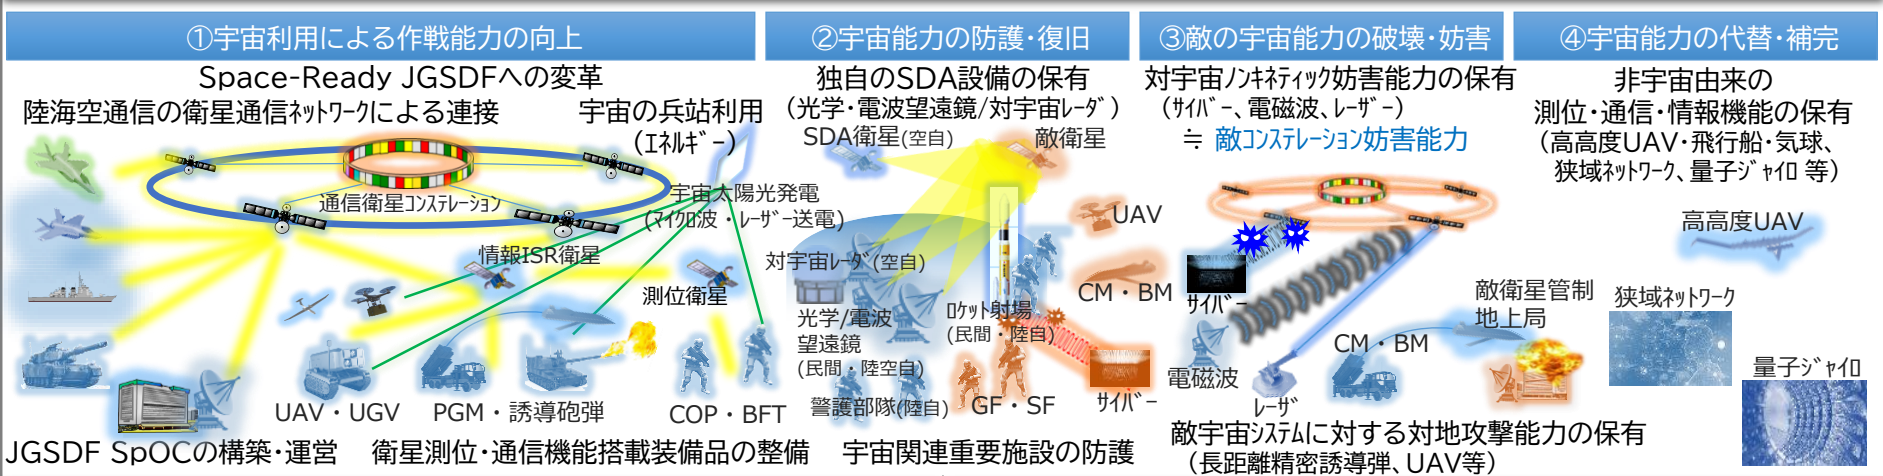 ①宇宙利用による作戦能力の向上
Space-Ready JGSDFへの変革
陸海空通信の衛星通信ﾈｯﾄﾜｰｸによる連接
宇宙の兵站利用
(ｴﾈﾙｷﾞｰ)
通信衛星ｺﾝｽﾃﾚｰｼｮﾝ
宇宙太陽光発電
(ﾏｲｸﾛ波・ﾚｰｻﾞｰ送電)
情報ISR衛星
測位衛星
UAV・UGV
PGM・誘導砲弾
COP・BFT
JGSDF SpOCの構築・運営
衛星測位・通信機能搭載装備品の整備
②宇宙能力の防護・復旧
独自のSDA設備の保有
(光学・電波望遠鏡/対宇宙ﾚｰﾀﾞ)
SDA衛星(空自)
敵衛星
UAV
対宇宙ﾚｰﾀﾞ(空自)
CM・BM
光学/電波
望遠鏡
(民間・陸空自)
ﾛｹｯﾄ射場
(民間・陸自)
警護部隊(陸自)
GF・SF
ｻｲﾊﾞｰ
宇宙関連重要施設の防護
③敵の宇宙能力の破壊・妨害
対宇宙ﾉﾝｷﾈﾃｨｯｸ妨害能力の保有
(ｻｲﾊﾞｰ、電磁波、ﾚｰｻﾞｰ)
≒ 敵ｺﾝｽﾃﾚｰｼｮﾝ妨害能力
ｻｲﾊﾞｰ
電磁波
ﾚｰｻﾞ
CM・BM
敵衛星管制
地上局
敵宇宙ｼｽﾃﾑに対する対地攻撃能力の保有
(長距離精密誘導弾、UAV等)
④宇宙能力の代替・補完
非宇宙由来の
測位・通信・情報機能の保有
(高高度UAV・飛行船・気球、
狭域ﾈｯﾄﾜｰｸ、量子ｼﾞｬｲﾛ 等)
高高度UAV
狭域ﾈｯﾄﾜｰｸ
量子ｼﾞｬｲﾛ